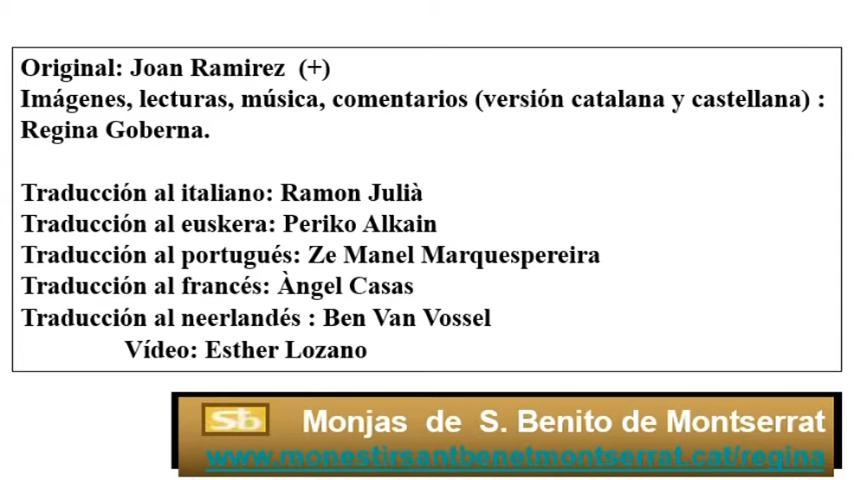 Original: Joan Ramirez (+)
Imágenes, lecturas, música, comentarios (versión catalana y castellana) :
Regina Goberna.
Traducción al italiano: Ramon Julià
Traducción al euskera: Periko Alkain
Traducción al portugués: Ze Manel Marquespereira
Traducción al francés: Àngel Casas
Traducción al neerlandés : Ben Van Vossel
Vídeo: Esther Lozano
Stb Monjas de S. Benito de Montserrat
www.monestirsantbenetmontserrat.cat/regina